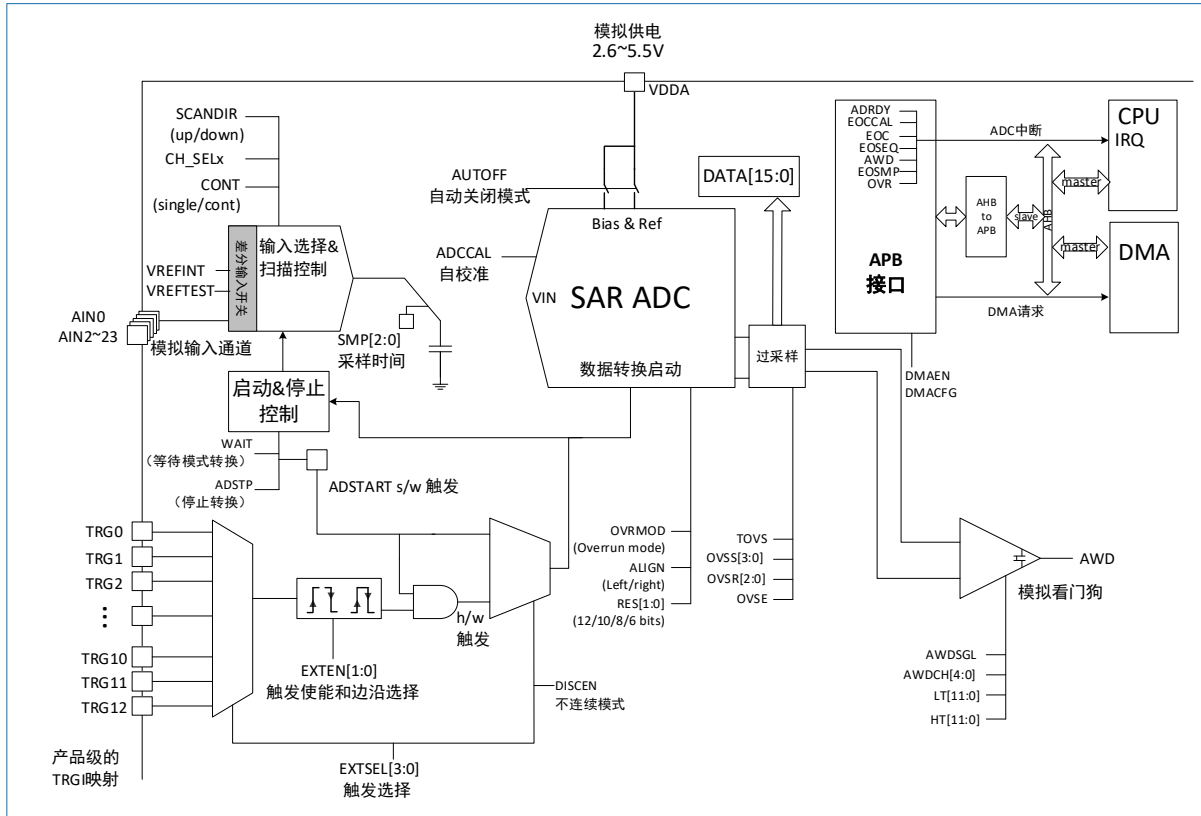 模拟供电
2.6~5.5V
VDDA
SCANDIR
(up/down)
CH_SELx
CONT
(single/cont)
AUTOFF
自动关闭模式
DATA[15:0]
ADRDY
EOCCAL
EOC
EOSEQ
AWD
EOSMP
OVR
ADC中断
CPU
IRQ
master
AHB
to
APB
slave
AHB
master
DMA
APB
接口
DMA请求
DMAEN
DMACFG
差分输入开关
输入选择&
扫描控制
VREFINT
VREFTEST
AIN0
AIN2~23
模拟输入通道
SMP[2:0]
采样时间
Bias & Ref
ADCCAL
自校准
VIN
SAR ADC
数据转换启动
过采样
启动&停止
控制
WAIT
(等待模式转换)
ADSTP
(停止转换)
ADSTART s/w 触发
TRG0
TRG1
TRG2
⋮
TRG10
TRG11
TRG12
h/w
触发
EXTEN[1:0]
触发使能和边沿选择
DISCEN
不连续模式
EXTSEL[3:0]
触发选择
产品级的
TRGI映射
OVRMOD
(Overrun mode)
ALIGN
(Left/right)
RES[1:0]
(12/10/8/6 bits)
TOVS
OVSS[3:0]
OVSR[2:0]
OVSE
AWD
模拟看门狗
AWDSGL
AWDCH[4:0]
LT[11:0]
HT[11:0]